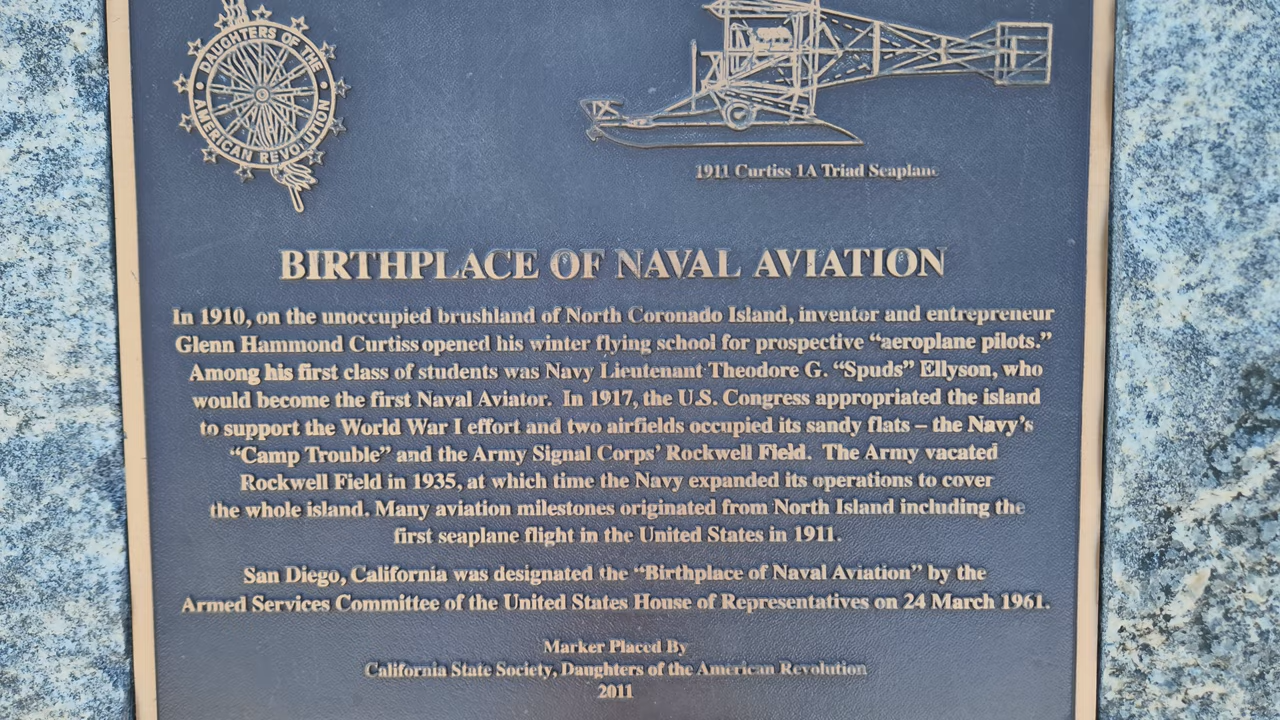 DAUGHTERS OF THE
AMERICAN REVOLUTION
1911 Curtiss 1A Triad Seaplane
BIRTHPLACE OF NAVAL AVIATION
In 1910, on the unoccupied brushland of North Coronado Island, inventor and entrepreneur
Glenn Hammond Curtiss opened his winter flying school for prospective “aeroplane pilots.”
Among his first class of students was Navy Lieutenant Theodore G. “Spuds” Ellyson, who
would become the first Naval Aviator. In 1917, the U.S. Congress appropriated the island
to support the World War I effort and two airfields occupied its sandy flats – the Navy’s
“Camp Trouble” and the Army Signal Corps’ Rockwell Field. The Army vacated
Rockwell Field in 1935, at which time the Navy expanded its operations to cover
the whole island. Many aviation milestones originated from North Island including the
first seaplane flight in the United States in 1911.
San Diego, California was designated the “Birthplace of Naval Aviation” by the
Armed Services Committee of the United States House of Representatives on 24 March 1961.
Marker Placed By
California State Society, Daughters of the American Revolution
2011